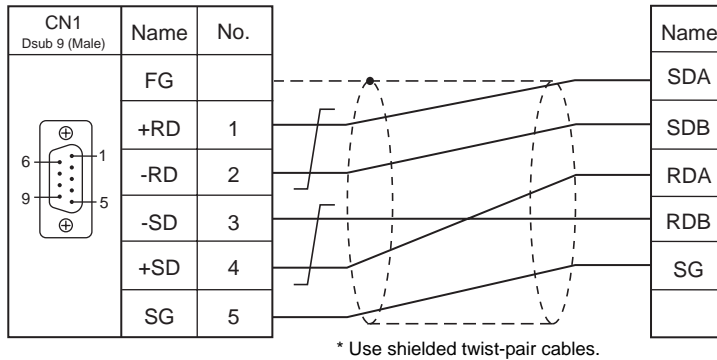 CN1
Dsub 9 (Male)
Name
No.
Name
FG
SDA
+RD
1
SDB
6
1
-RD
2
RDA
9
5
-SD
3
RDB
+SD
4
SG
SG
5
* Use shielded twist-pair cables.